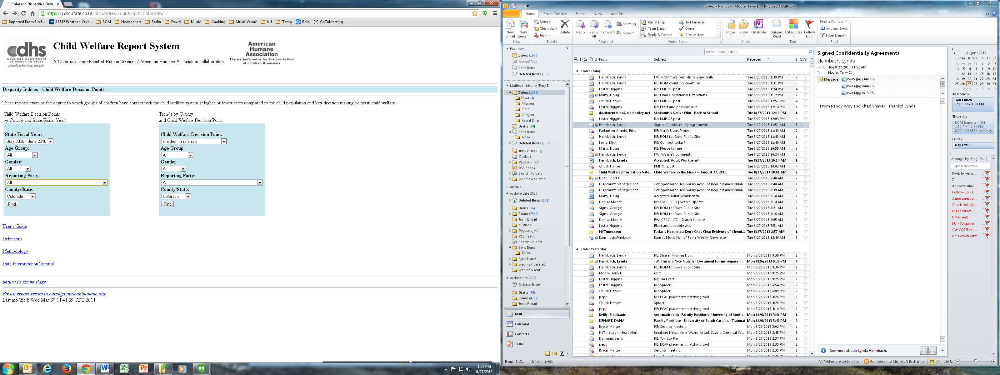 Colorado Disparities Data
https://cdrc.state.co.us/disparities/countySplit/Colorado/
Imported From Firef... 66542 Weather, Curr... ROM Newspapers Radio David Music Cooking Music Venue KU Temp Rdio GoToMeeting
cdhs
Colorado Department
of Human Services
people who help people
Child Welfare Report System
A Colorado Department of Human Services / American Humane Association collaboration
American
Humane
Association
The nation's voice for the protection
of children & animals
Disparity Indices - Child Welfare Decision Points
These reports examine the degree to which groups of children have contact with the child welfare system at higher or lower rates compared to the child population and key decision making points in child welfare.
Child Welfare Decision Points
by County and State Fiscal Year:
State Fiscal Year:
July 2009 - June 2010
Age Group:
All
Gender:
All
Reporting Party:
All
County/State:
Colorado
Find
Trends by County
and Child Welfare Decision Point:
Child Welfare Decision Point:
Children in referrals
Age Group:
All
Gender:
All
Reporting Party:
All
County/State:
Colorado
Find
User's Guide
Definitions
Methodology
Data Interpretation Tutorial
Return to Home Page
Please report errors to cdrc@americanhumane.org
Last modified: Wed Mar 30 11:41:39 CDT 2011
1:57 PM
8/27/2013
Inbox - Mailbox - Moore, Terry D - Microsoft Outlook
File Home Send / Receive Folder View Add-Ins
New E-mail
New Items
New
Ignore
Clean Up
Junk
Delete
Delete
Reply
Reply All
Forward
Meeting
More
Respond
Racial Disp
Team E-mail
Reply & Delete
To Manager
Done
Create New
Quick Steps
Move
Rules
OneNote
Move
Unread/ Read
Categorize
Follow Up
Tags
Find a Contact
Address Book
Filter E-mail
Find
Favorites
Inbox (1068)
Unread Mail
Sent Items
Deleted Items (133)
Mailbox - Moore, Terry D
Inbox (1068)
Iowa (4)
Missouri
Ohio
Oregon
Racial Disp
Drafts [30]
Sent Items
ToDo
Deleted Items (133)
Junk E-mail [8]
Outbox
Pegasus_Mail
RSS Feeds
Search Folders
webmail-deleted
archive
Archive Late 2010
Deleted Items (161)
Drafts (36)
Inbox (7569)
Junk E-mail
Outbox
Pegasus_Mail
RSS Feeds
Search Folders
Sent Items
ToDo
Sync Issues
webmail-deleted
webmail-sent
Archive Pre-2008
Deleted Items
Drafts (35)
Inbox (4779)
Junk E-mail
Mail
Calendar
Contacts
Tasks
Search Inbox (Ctrl+E)
From Subject Received S. C.
Date: Today
Heimbach, Lynda FW: ROM fiscal year dispaly anomally Tue 8/27/2013 1:39 PM 2.
Heimbach, Lynda RE: ROM counting Re-Abuse Tue 8/27/2013 1:31 PM 5.
Lester Higgins Re: KMHOF post Tue 8/27/2013 1:24 PM 4.
Marty, Doug RE: Final Operational Definitions Tue 8/27/2013 1:12 PM 2.
Chuck Harper RE: KMHOF post Tue 8/27/2013 12:51 PM 4.
Lester Higgins Re: Ekart and possible visit Tue 8/27/2013 12:14 PM 1.
documentaries@mediaalley.net Skokomish Native Film - Back to School Tue 8/27/2013 12:10 PM 1.
Lester Higgins Re: KMHOF post Tue 8/27/2013 12:03 PM 4.
Heimbach, Lynda Signed Confidentially Agreements Tue 8/27/2013 11:51 AM 3.
Parkinson-Arnold, Erica RE: Verify Users Project Tue 8/27/2013 11:49 AM 2.
Heimbach, Lynda RE: ROM for Iowa Public Site Tue 8/27/2013 11:48 AM 1.
Leary, Mick RE: Connect today? Tue 8/27/2013 11:40 AM 1.
Marty, Doug RE: Please call me Tue 8/27/2013 10:55 AM 1.
Heimbach, Lynda FW: Wayne's comments Tue 8/27/2013 10:24 AM 3.
Heimbach, Lynda Accepted: Adult Workbench Tue 8/27/2013 10:14 AM 1.
Chuck Harper KMHOF post Tue 8/27/2013 10:02 AM 4.
Child Welfare Information Gate... Child Welfare in the News -- August 27, 2013 Tue 8/27/2013 10:01 AM 2.
Isaac, Todd J. Tue 8/27/2013 9:48 AM 2.
IT Account Management FW: Sponsored Temporary Account Request (individual)... Tue 8/27/2013 9:40 AM 1.
IT Account Management FW: Sponsored Temporary Account Request (individual)... Tue 8/27/2013 9:39 AM 1.
Marty, Doug Accepted: Adult Workbench Tue 8/27/2013 9:18 AM 1.
Denise Moore RE: CSCC | CIO | Search Update Tue 8/27/2013 9:14 AM 3.
Signs, George RE: ROM for Iowa Public Site Tue 8/27/2013 8:21 AM 1.
Signs, George RE: ROM for Iowa Public Site Tue 8/27/2013 8:16 AM 1.
Denise Moore FW: CSCC | CIO | Search Update Tue 8/27/2013 8:05 AM 2.
Lester Higgins Ekart and possible visit Tue 8/27/2013 7:51 AM 1.
NYTimes.com Today's Headlines: Kerry Cites Clear Evidence of Chemi... Tue 8/27/2013 2:57 AM 1.
Kansmusic@aol.com Kansas Music Hall of Fame Weekly Newsletter Tue 8/27/2013 12:46 AM 5.
Date: Yesterday
Heimbach, Lynda RE: Shaver Missing Docs Mon 8/26/2013 9:39 PM 1.
Heimbach, Lynda FW: This is a Nice Nutshell Document for my requirem... Mon 8/26/2013 9:38 PM 4.
Heimbach, Lynda RE: ROM for Iowa Public Site Mon 8/26/2013 9:36 PM 1.
Moore, Terry D. obit Mon 8/26/2013 9:25 PM 1.
Lester Higgins Re: Jim Ekart Mon 8/26/2013 9:25 PM 1.
Lester Higgins RE: Spider Mon 8/26/2013 6:54 PM 2.
Chuck Harper RE: Spider Mon 8/26/2013 6:09 PM 2.
pepp RE: ECAP placement matching tool Mon 8/26/2013 4:26 PM 2.
Chuck Harper Spider Mon 8/26/2013 4:20 PM 1.
pepp RE: ECAP placement matching tool Mon 8/26/2013 4:10 PM 2.
Reilly, Stephanie Automatic reply: Faculty Positions--University of South... Mon 8/26/2013 3:41 PM 1.
DEHART, DANA Faculty Positions--University of South Carolina (Trauma) Mon 8/26/2013 3:40 PM 2.
Bryce, Margo RE: Security meeting Mon 8/26/2013 3:02 PM 1.
NYTimes.com News Alert Breaking News: Kerry Warns Assad, Saying Chemical W... Mon 8/26/2013 2:45 PM 3.
Damman, Jeri L RE: Tomato Pie Mon 8/26/2013 2:37 PM 1.
pepp RE: ECAP placement matching tool Mon 8/26/2013 2:35 PM 2.
Bryce, Margo Security meeting Mon 8/26/2013 2:35 PM 1.
Signed Confidentially Agreements
Heimbach, Lynda
Sent: Tue 8/27/2013 11:51 AM
To: Moore, Terry D.
Message
rw05.jpg (348 KB)
rw03.jpg (684 KB)
rw04.jpg (613 KB)
From Randy Woy and Chad Shaver. Thanks! Lynda
See more about: Lynda Heimbach.
August 2013
Su Mo Tu We Th Fr Sa
28 29 30 31 1 2 3
4 5 6 7 8 9 10
11 12 13 14 15 16 17
18 19 20 21 22 23 24
25 26 27 28 29 30 31
1 2 3 4 5 6 7
Tomorrow
Tom Lunch
12:00 PM - 1:00 PM
Thursday
ROM Reports - NH
1:30 PM - 2:30 PM
(877) 449 6558 confer
Friday
Day Off!!
Arrange By: Flag: D...
Type a new task
Fwd: buyer a...
Z
Approve Time
Follow-up - I...
Same questio...
Check out my...
MT contract
timesheet
KU KSU game
CW CQI Train...
Re: PowerPoint
Items: 5,131 Unread: 1,068
All folders are up to date. Connected to Microsoft Exchange 100%